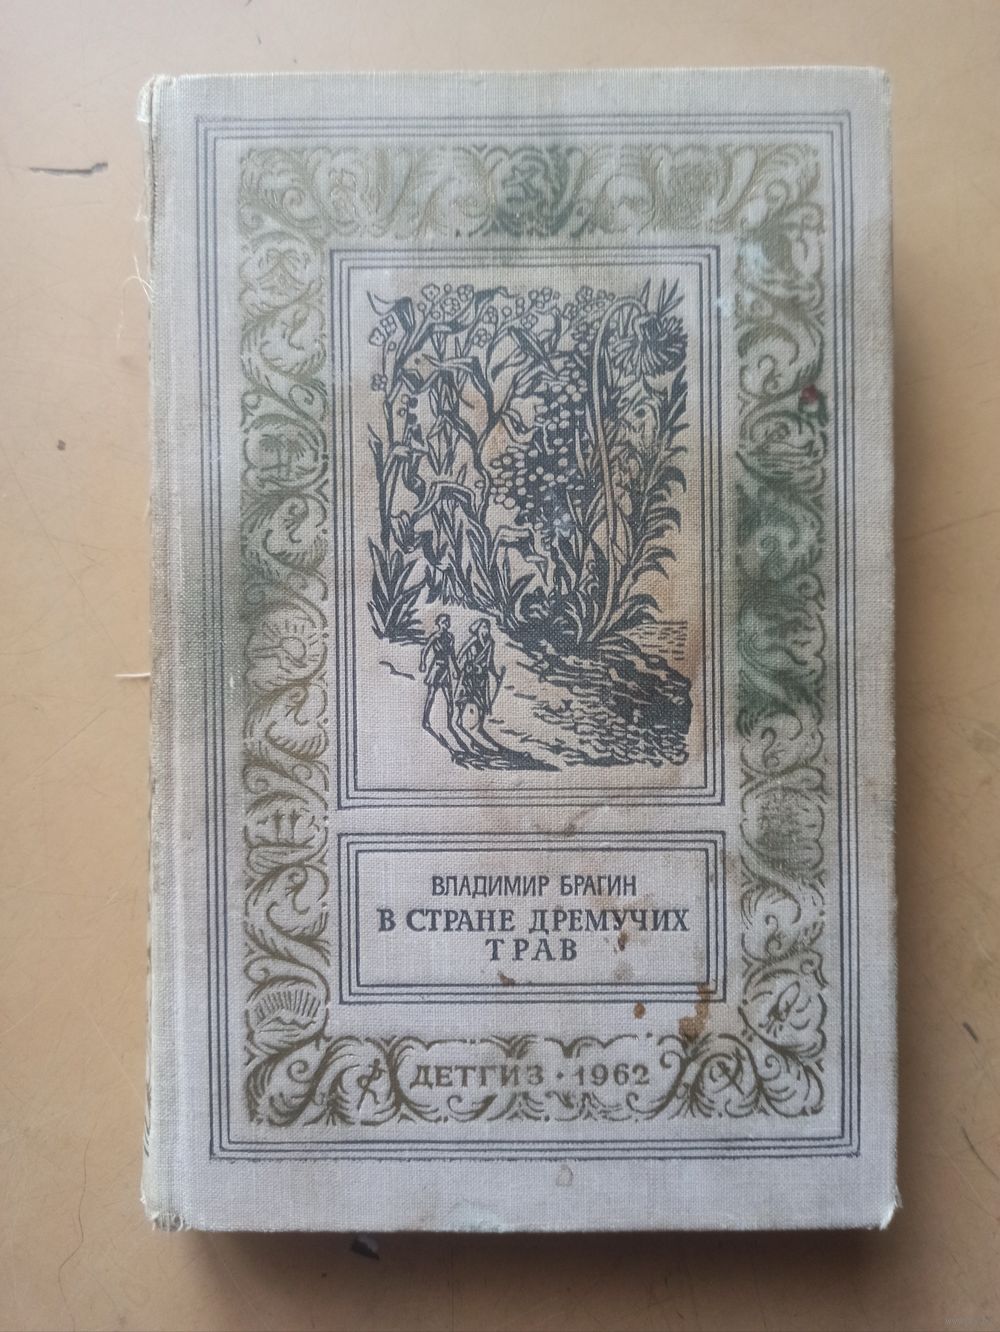 ВЛАДИМИР БРАГИН
В СТРАНЕ ДРЕМУЧИХ
ТРАВ
ДЕТГИЗ · 1962